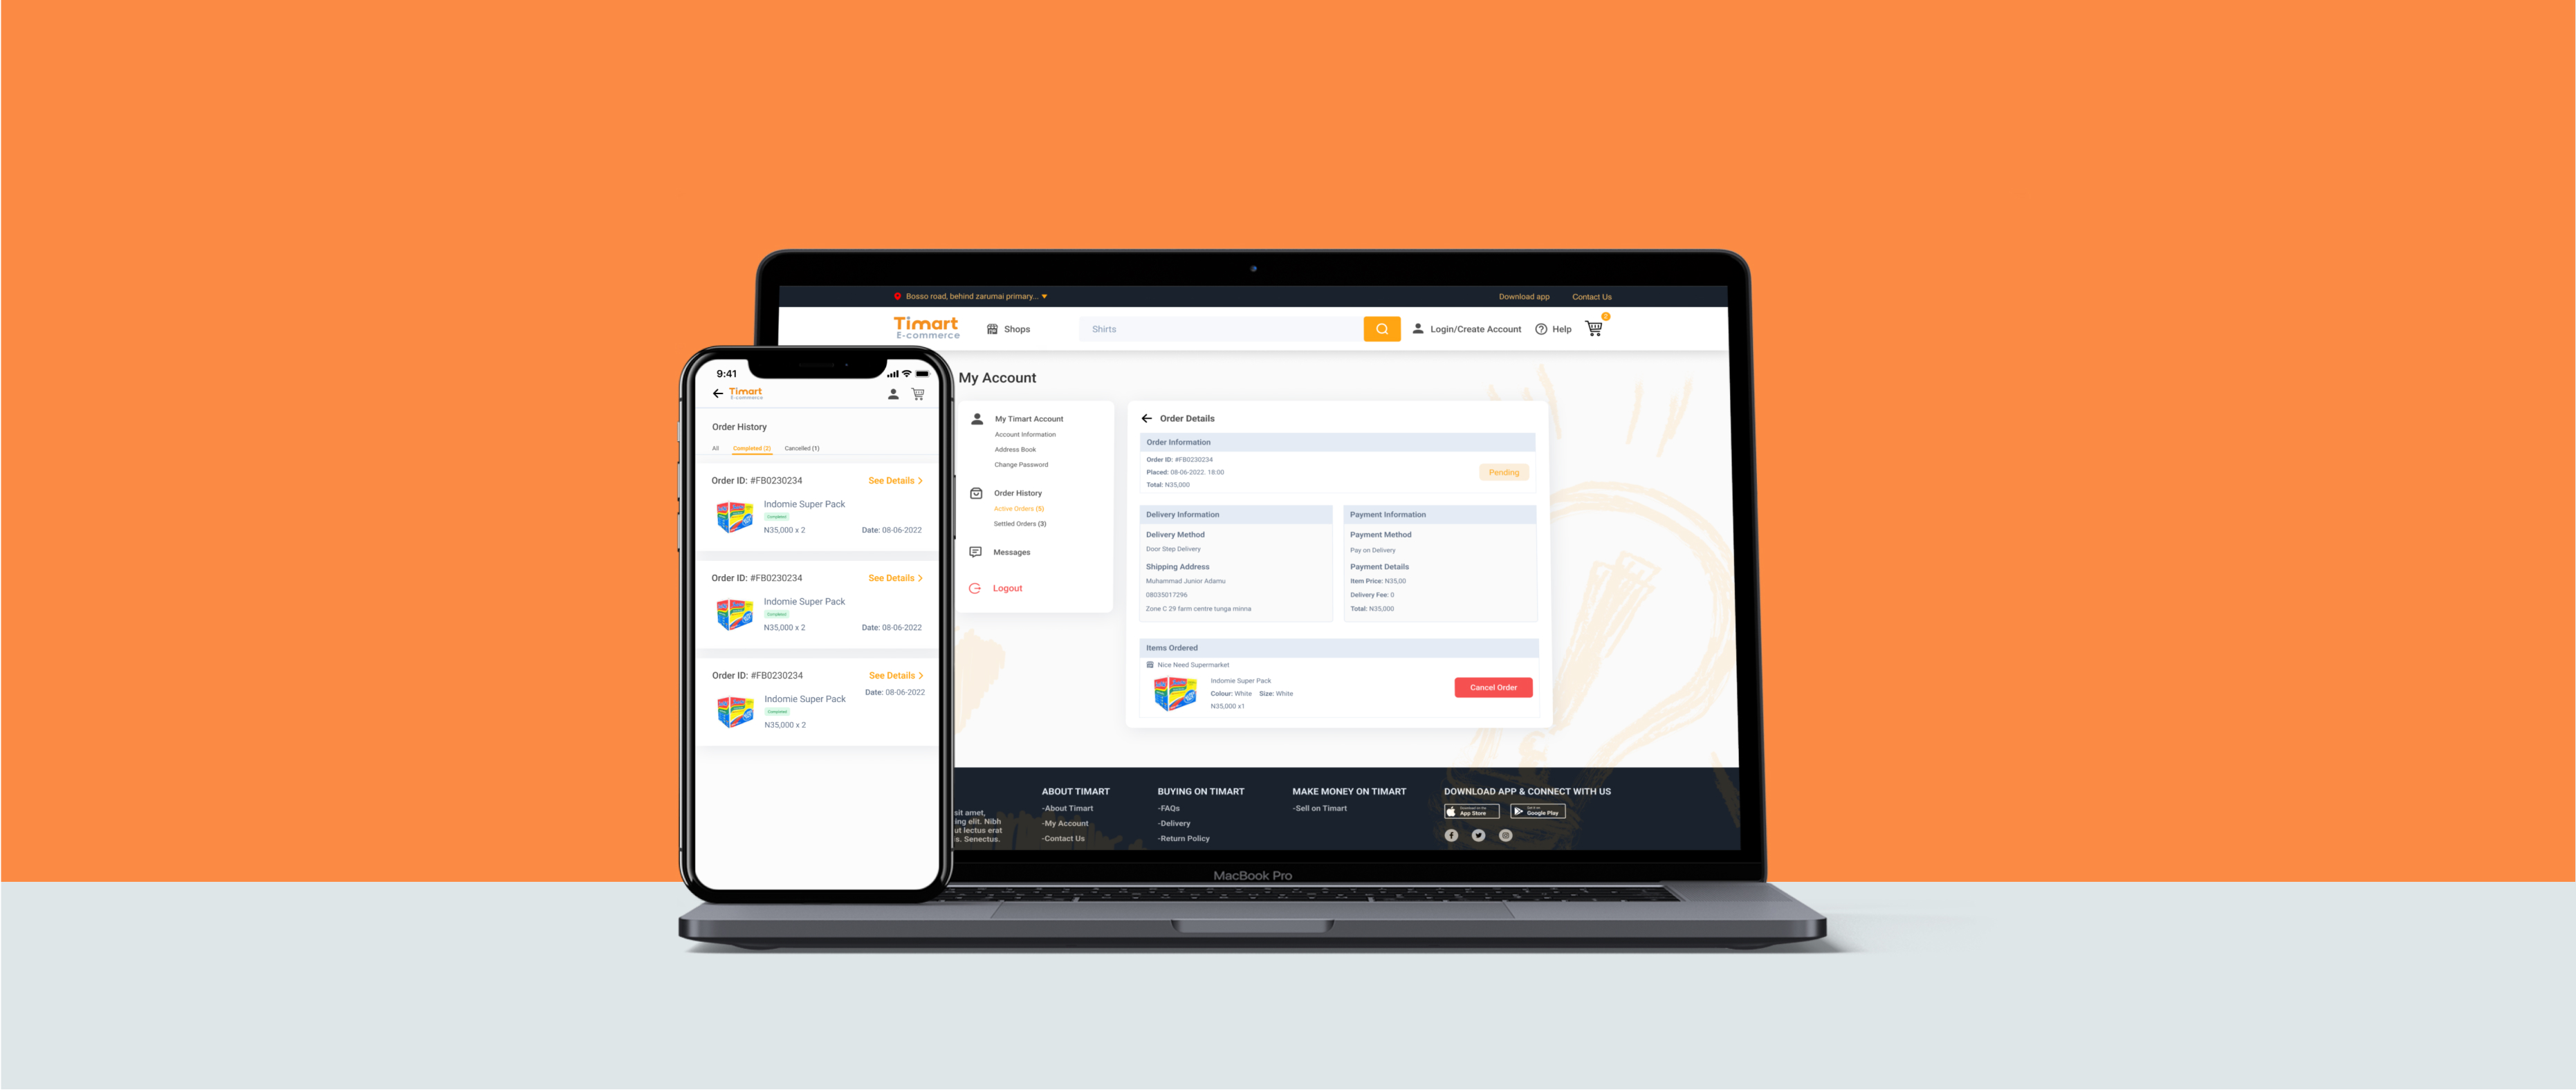 Bosso road, behind zarumai primary...
Download app
Contact Us
Timart
E-commerce
Shops
Shirts
Login/Create Account
Help
2
My Account
My Timart Account
Account Information
Address Book
Change Password
Order History
Active Orders (5)
Settled Orders (3)
Messages
Logout
Order Details
Order Information
Order ID: #FB0230234
Placed: 08-06-2022. 18:00
Total: N35,000
Pending
Delivery Information
Delivery Method
Door Step Delivery
Shipping Address
Muhammad Junior Adamu
08035017296
Zone C 29 farm centre tunga minna
Payment Information
Payment Method
Pay on Delivery
Payment Details
Item Price: N35,00
Delivery Fee: 0
Total: N35,000
Items Ordered
Nice Need Supermarket
Indomie Super Pack
Colour: White Size: White
N35,000 x1
Cancel Order
sit amet,
ing elit. Nibh
ut lectus erat
s. Senectus.
ABOUT TIMART
-About Timart
-My Account
-Contact Us
BUYING ON TIMART
-FAQs
-Delivery
-Return Policy
MAKE MONEY ON TIMART
-Sell on Timart
DOWNLOAD APP & CONNECT WITH US
Download on the
App Store
Get it on
Google Play
MacBook Pro
9:41
Timart
E-commerce
Order History
All Completed (2) Cancelled (1)
Order ID: #FB0230234 See Details
Indomie Super Pack
Completed
N35,000 x 2 Date: 08-06-2022
Order ID: #FB0230234 See Details
Indomie Super Pack
Completed
N35,000 x 2 Date: 08-06-2022
Order ID: #FB0230234 See Details
Date: 08-06-2022
Indomie Super Pack
Completed
N35,000 x 2